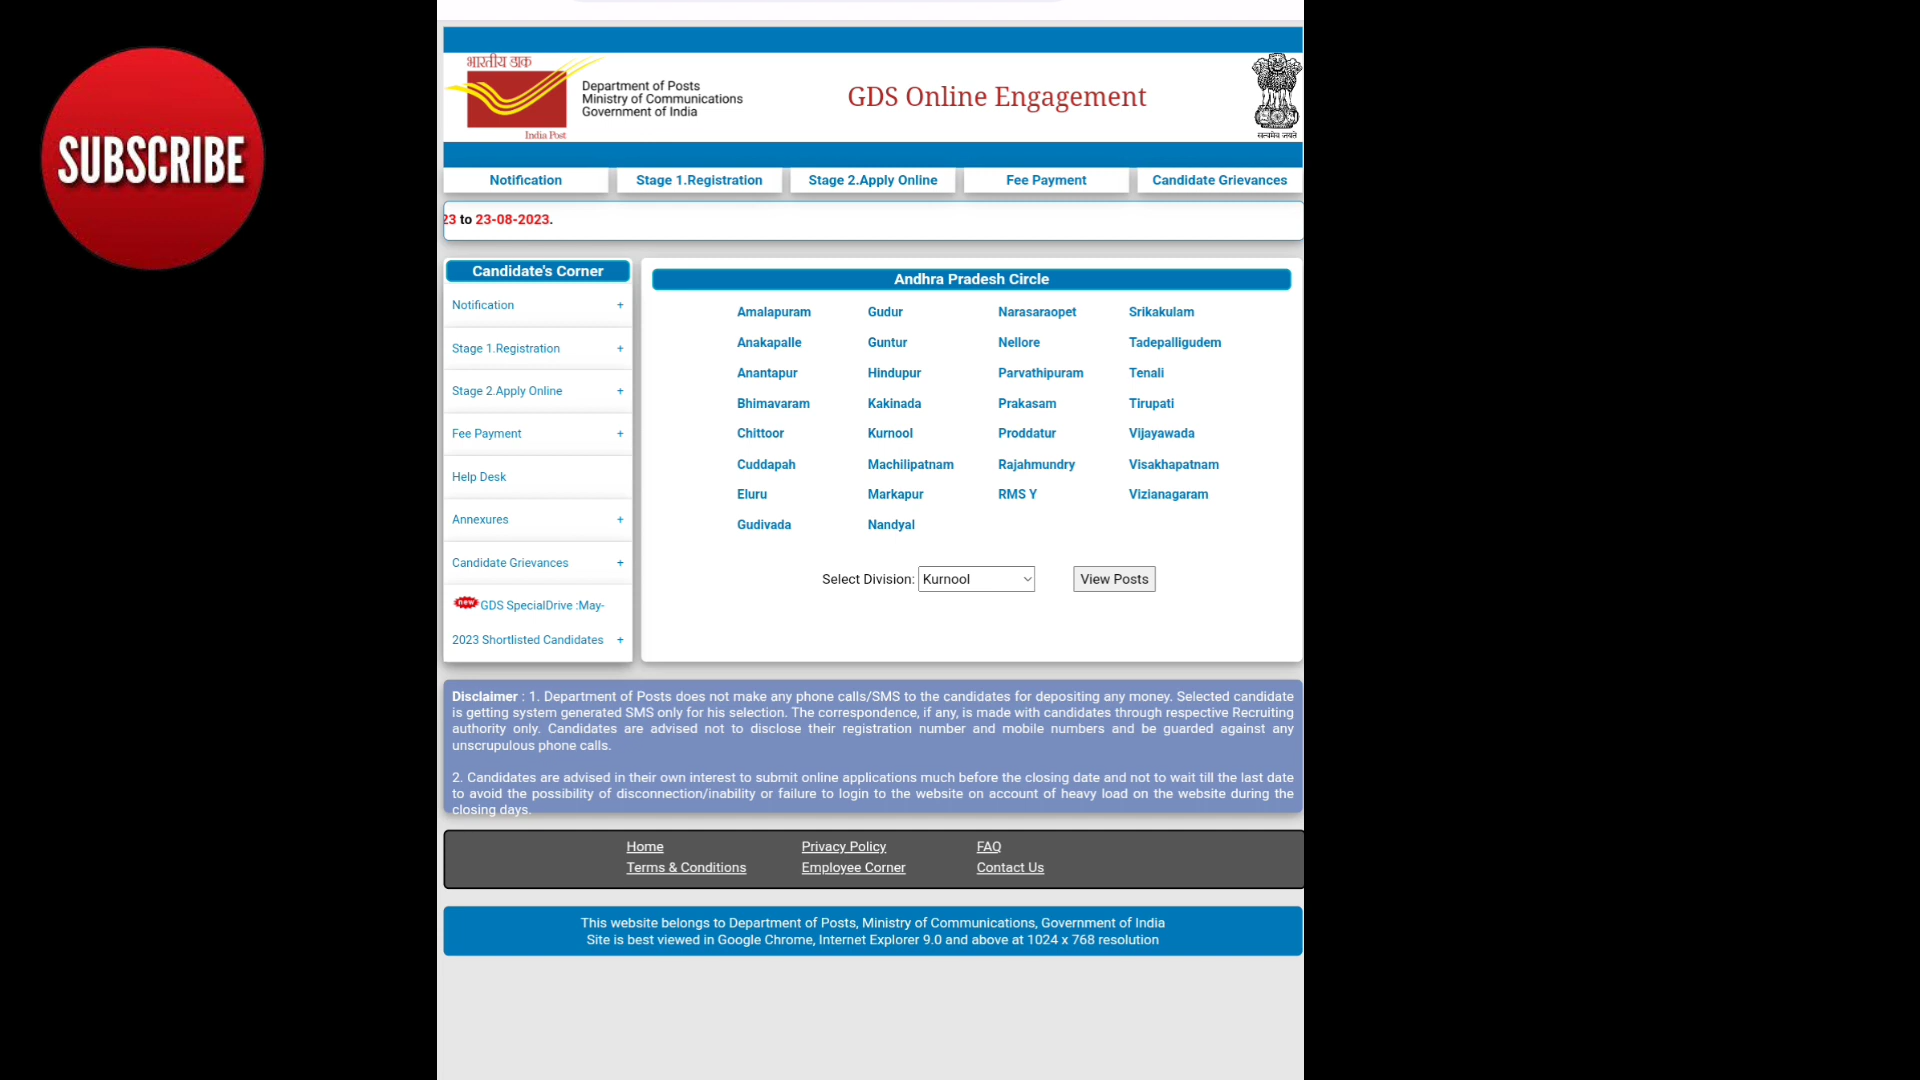 SUBSCRIBE
भारतीय डाक
India Post
Department of Posts
Ministry of Communications
Government of India
GDS Online Engagement
सत्यमेव जयते
Notification
Stage 1.Registration
Stage 2.Apply Online
Fee Payment
Candidate Grievances
23 to 23-08-2023.
Candidate's Corner
Notification +
Stage 1.Registration +
Stage 2.Apply Online +
Fee Payment +
Help Desk
Annexures +
Candidate Grievances +
new GDS SpecialDrive :May-
2023 Shortlisted Candidates +
Andhra Pradesh Circle
Amalapuram Gudur Narasaraopet Srikakulam
Anakapalle Guntur Nellore Tadepalligudem
Anantapur Hindupur Parvathipuram Tenali
Bhimavaram Kakinada Prakasam Tirupati
Chittoor Kurnool Proddatur Vijayawada
Cuddapah Machilipatnam Rajahmundry Visakhapatnam
Eluru Markapur RMS Y Vizianagaram
Gudivada Nandyal
Select Division: Kurnool View Posts
Disclaimer : 1. Department of Posts does not make any phone calls/SMS to the candidates for depositing any money. Selected candidate
is getting system generated SMS only for his selection. The correspondence, if any, is made with candidates through respective Recruiting
authority only. Candidates are advised not to disclose their registration number and mobile numbers and be guarded against any
unscrupulous phone calls.
2. Candidates are advised in their own interest to submit online applications much before the closing date and not to wait till the last date
to avoid the possibility of disconnection/inability or failure to login to the website on account of heavy load on the website during the
closing days.
Home Privacy Policy FAQ
Terms & Conditions Employee Corner Contact Us
This website belongs to Department of Posts, Ministry of Communications, Government of India
Site is best viewed in Google Chrome, Internet Explorer 9.0 and above at 1024 x 768 resolution